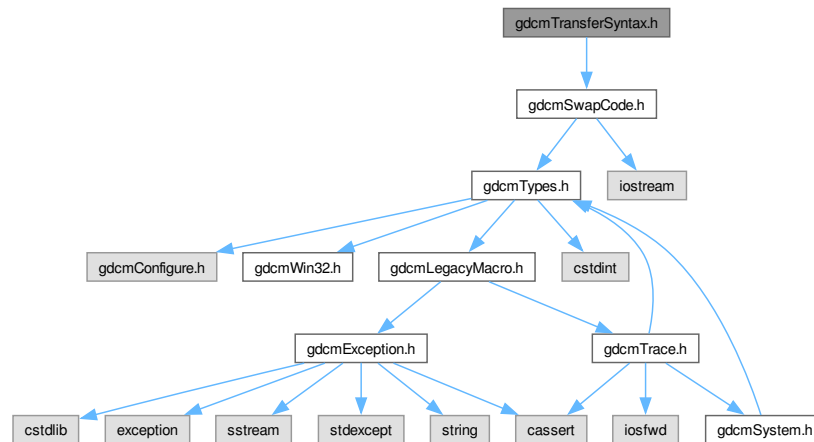 gdcmTransferSyntax.h
gdcmSwapCode.h
gdcmTypes.h
iostream
gdcmConfigure.h
gdcmWin32.h
gdcmLegacyMacro.h
cstdint
gdcmException.h
gdcmTrace.h
cstdlib
exception
sstream
stdexcept
string
cassert
iosfwd
gdcmSystem.h